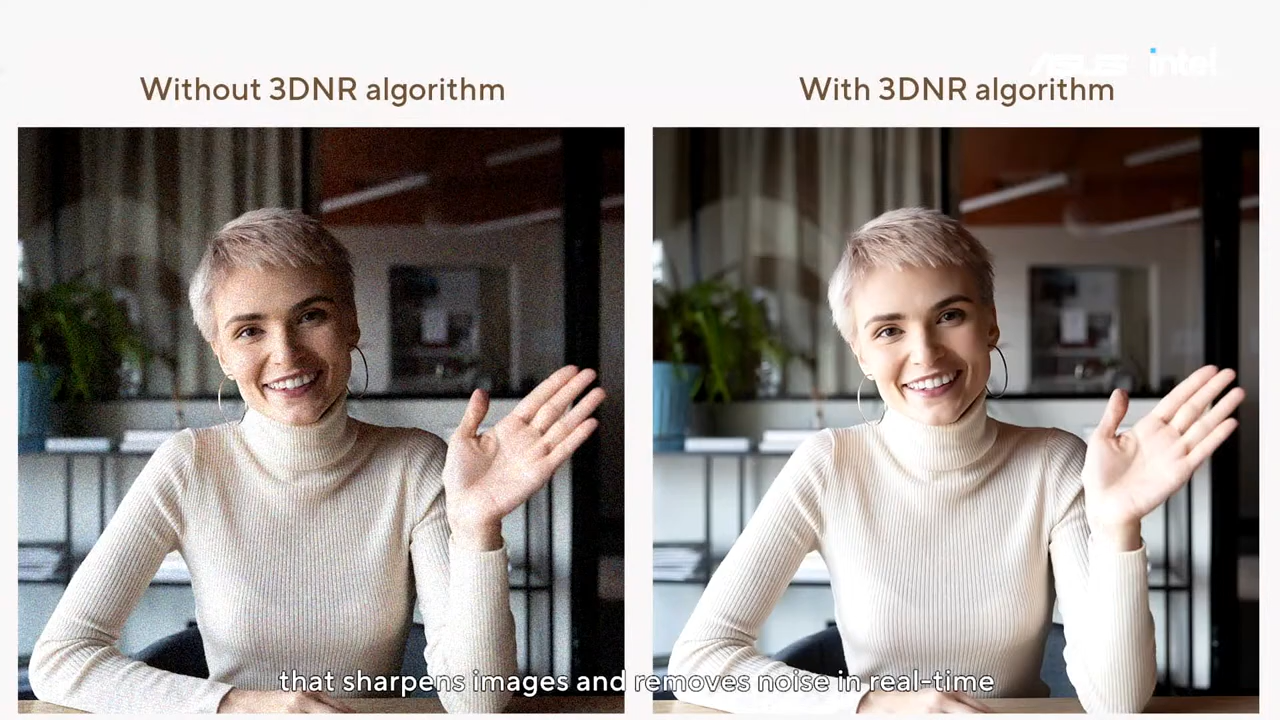 ASUS intel
Without 3DNR algorithm
With 3DNR algorithm
that sharpens images and removes noise in real-time